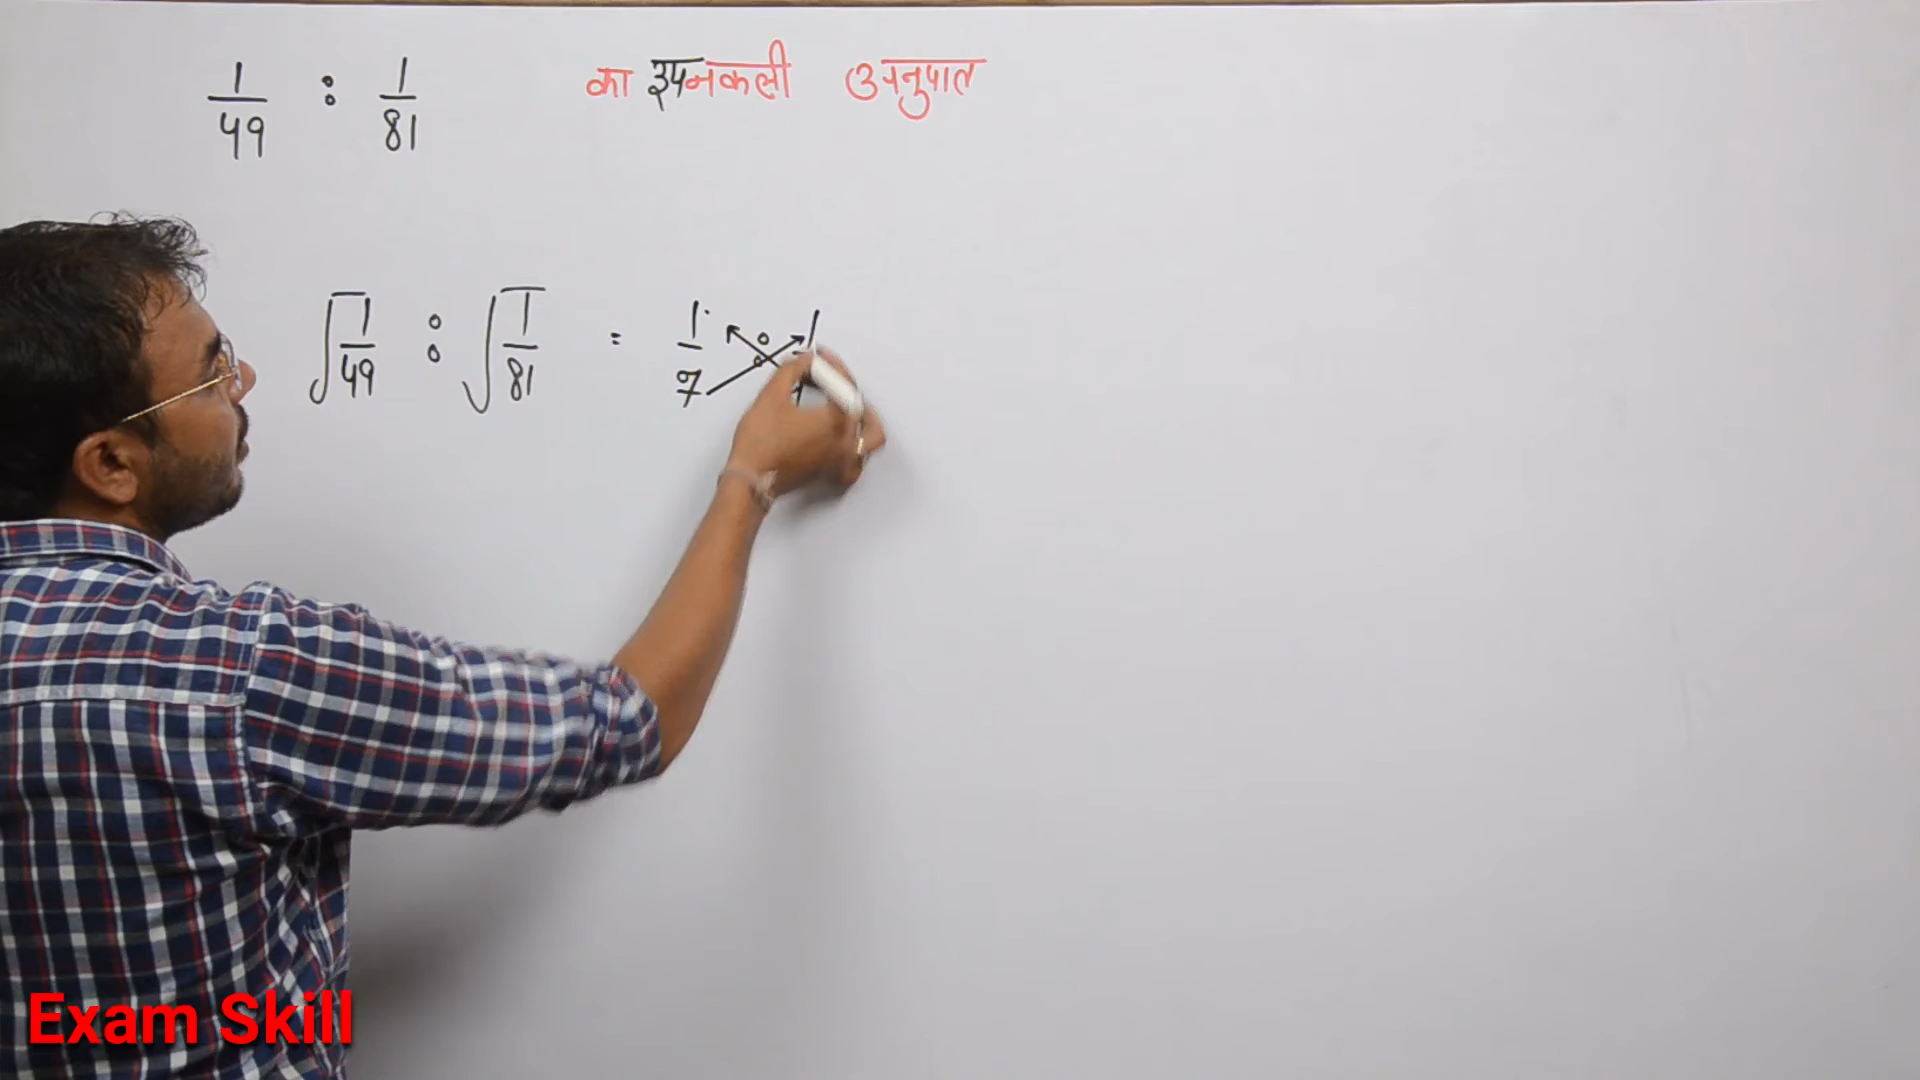 1/49 : 1/81 का उपनकली अनुपात
√1/49 : √1/81 = 1/7 : 1/
Exam Skill